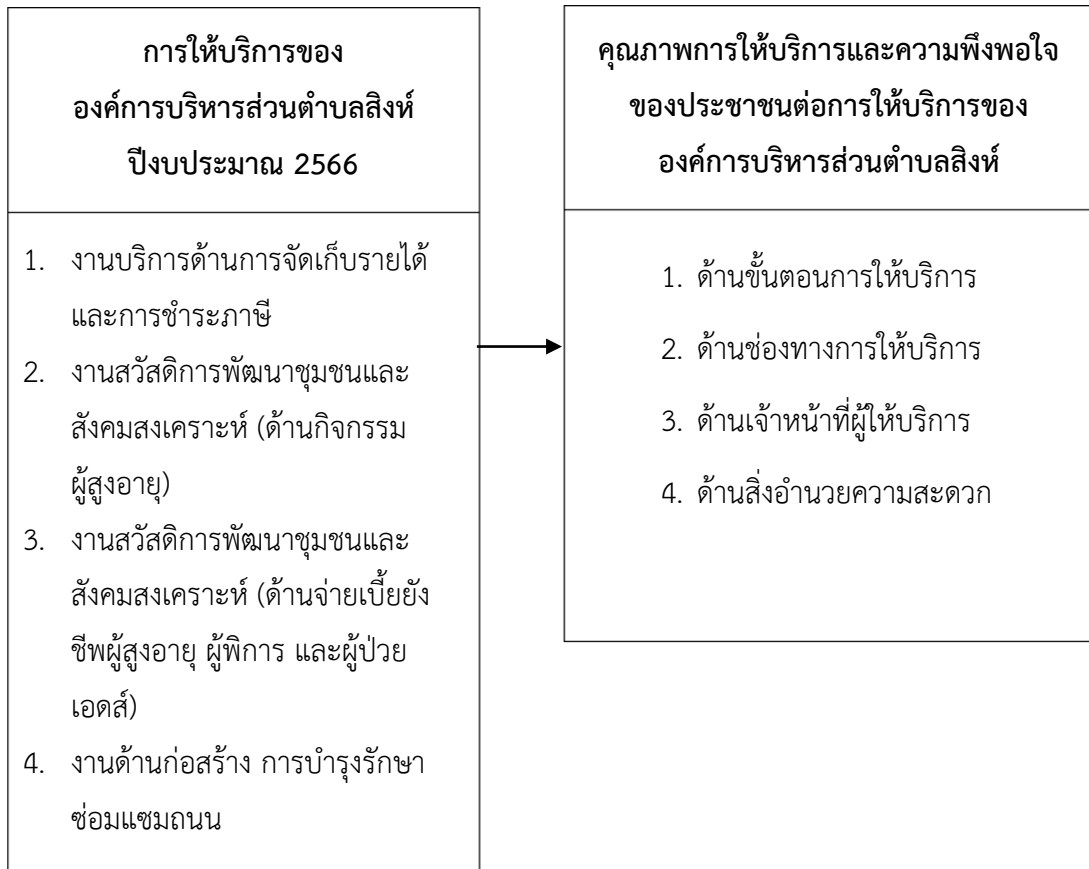 การให้บริการของ
องค์การบริหารส่วนตำบลสิงห์
ปีงบประมาณ 2566
1. งานบริการด้านการจัดเก็บรายได้
และการชำระภาษี
2. งานสวัสดิการพัฒนาชุมชนและ
สังคมสงเคราะห์ (ด้านกิจกรรม
ผู้สูงอายุ)
3. งานสวัสดิการพัฒนาชุมชนและ
สังคมสงเคราะห์ (ด้านจ่ายเบี้ยยัง
ชีพผู้สูงอายุ ผู้พิการ และผู้ป่วย
เอดส์)
4. งานด้านก่อสร้าง การบำรุงรักษา
ซ่อมแซมถนน
คุณภาพการให้บริการและความพึงพอใจ
ของประชาชนต่อการให้บริการของ
องค์การบริหารส่วนตำบลสิงห์
1. ด้านขั้นตอนการให้บริการ
2. ด้านช่องทางการให้บริการ
3. ด้านเจ้าหน้าที่ผู้ให้บริการ
4. ด้านสิ่งอำนวยความสะดวก